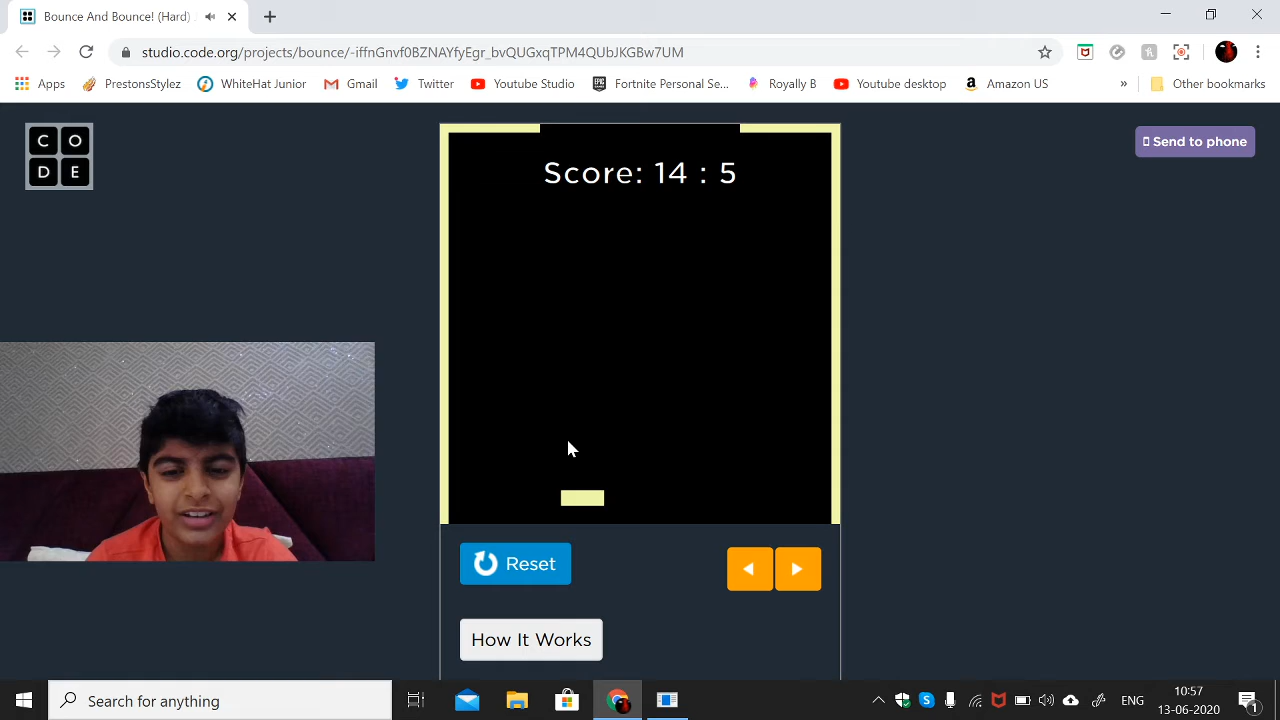 Bounce And Bounce! (Hard)
studio.code.org/projects/bounce/-iffnGnvf0BZNAYfyEgr_bvQUGxqTPM4QUbJKGBw7UM
Apps PrestonsStylez WhiteHatJunior Gmail Twitter Youtube Studio Fortnite Personal Se... Royally B Youtube desktop Amazon US » Other bookmarks
C O
D E
Send to phone
Score: 14 : 5
Reset
How It Works
Search for anything
ENG
10:57
13-06-2020
1